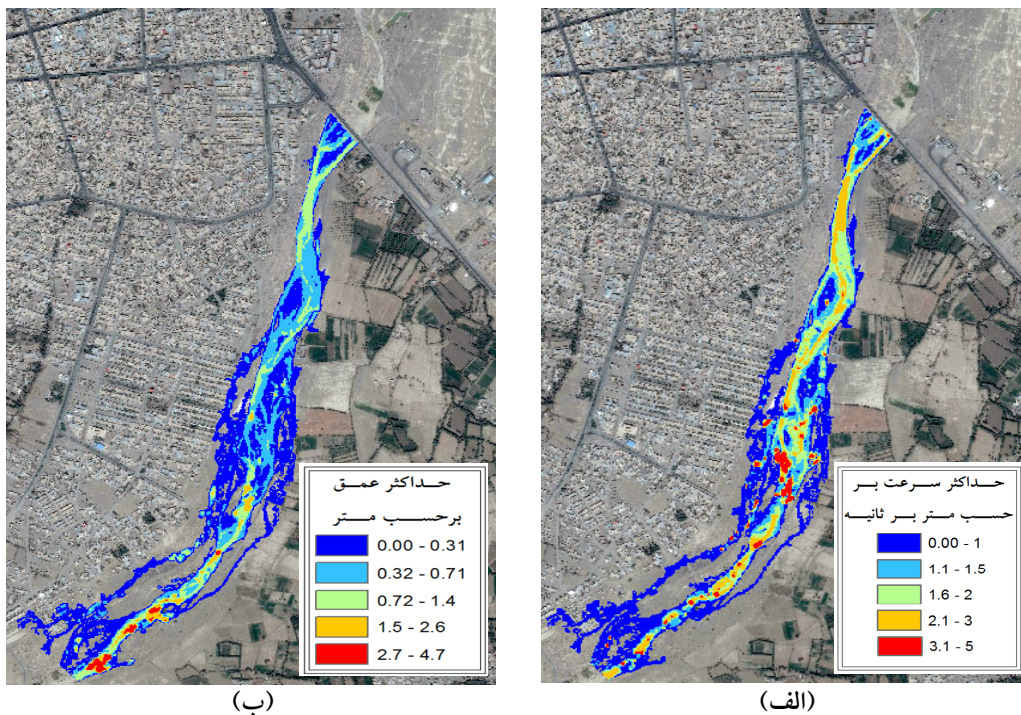 حداکثر سرعت بر
حسب متر بر ثانیه
0.00 - 1
1.1 - 1.5
1.6 - 2
2.1 - 3
3.1 - 5
(الف)
حداکثر عمق
برحسب متر
0.00 - 0.31
0.32 - 0.71
0.72 - 1.4
1.5 - 2.6
2.7 - 4.7
(ب)